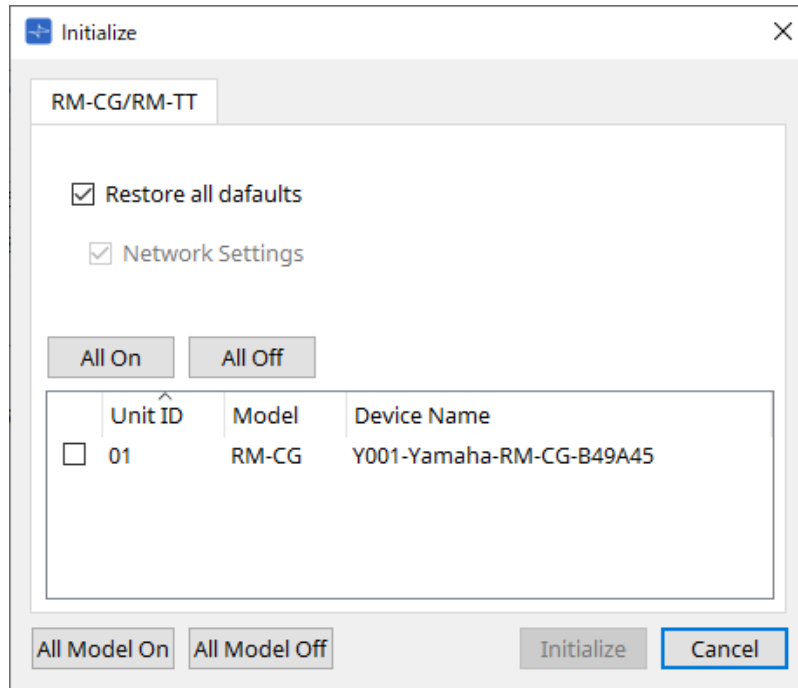 Initialize
RM-CG/RM-TT
Restore all dafaults
Network Settings
All On All Off
Unit ID Model Device Name
01 RM-CG Y001-Yamaha-RM-CG-B49A45
All Model On All Model Off Initialize Cancel